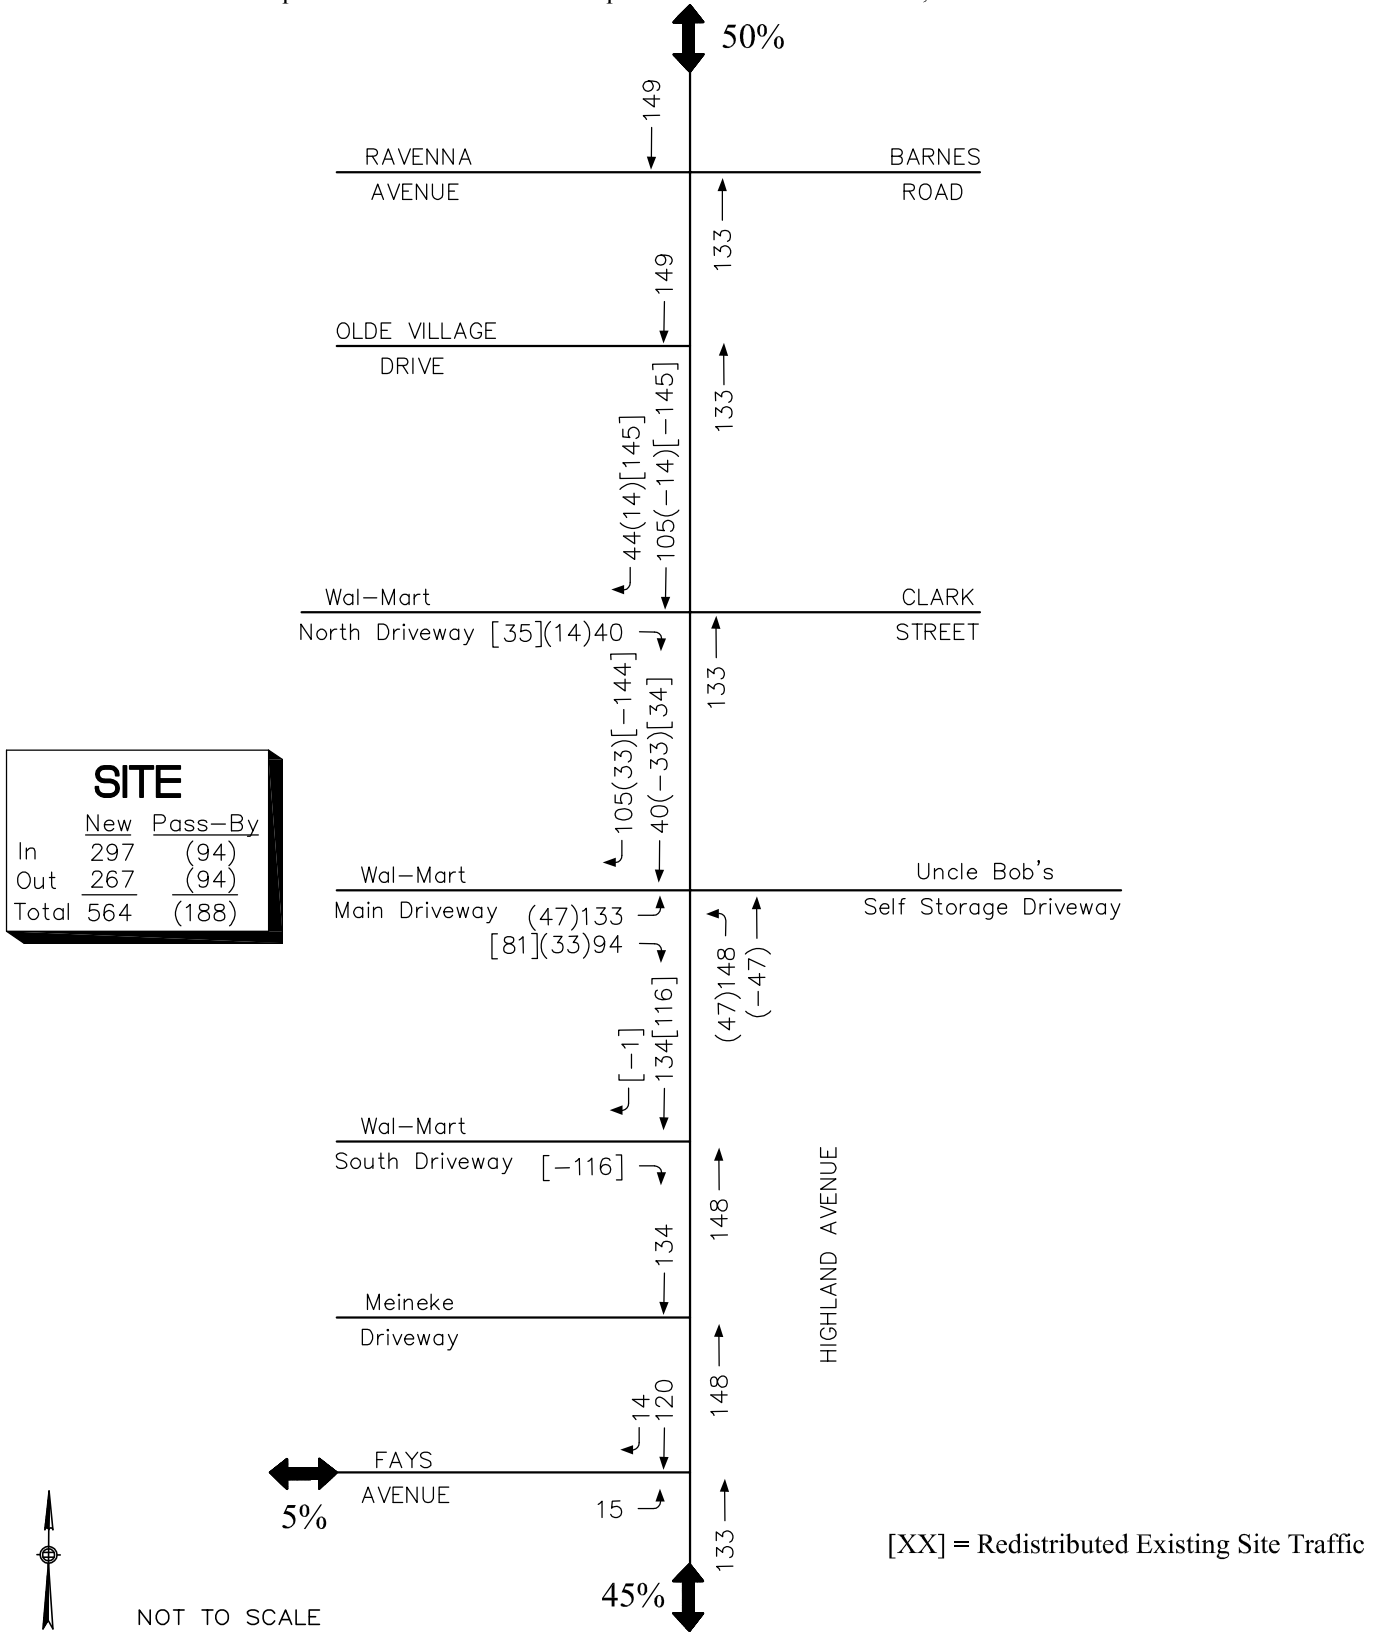 50%
149
RAVENNA
AVENUE
BARNES
ROAD
133
149
OLDE VILLAGE
DRIVE
133
44(14)[145]
105(-14)[-145]
Wal-Mart
North Driveway
[35](14)40
CLARK
STREET
133
105(33)[-144]
40(-33)[34]
SITE
New Pass-By
In 297 (94)
Out 267 (94)
Total 564 (188)
Wal-Mart
Main Driveway
(47)133
[81](33)94
Uncle Bob's
Self Storage Driveway
(47)148
(-47)
[-1]
134[116]
Wal-Mart
South Driveway
[-116]
148
HIGHLAND AVENUE
134
Meineke
Driveway
148
14
120
FAYS
AVENUE
5%
15
133
45%
[XX] = Redistributed Existing Site Traffic
NOT TO SCALE